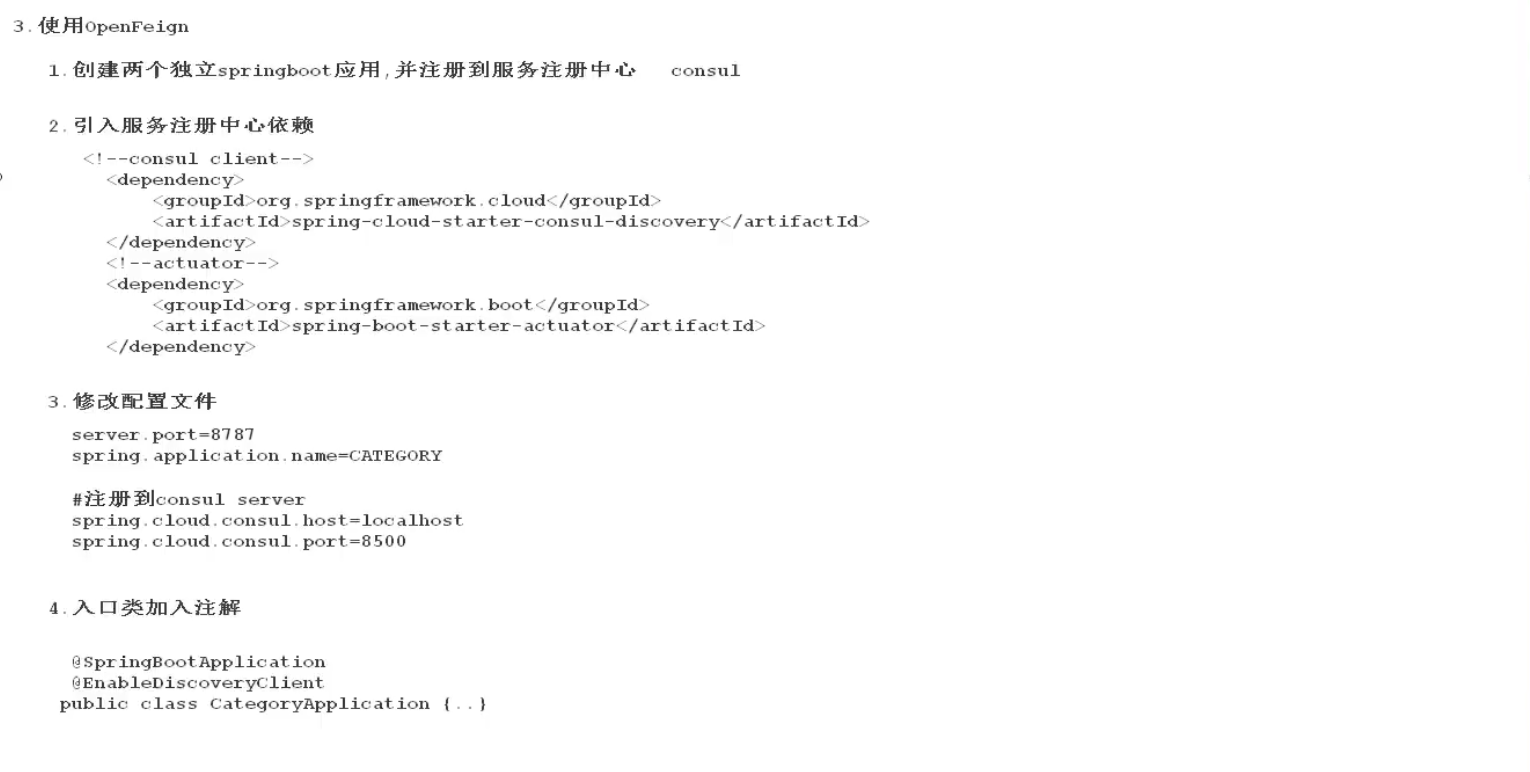 3.使用OpenFeign
1.创建两个独立springboot应用,并注册到服务注册中心 consul
2.引入服务注册中心依赖
<!--consul client-->
<dependency>
<groupId>org.springframework.cloud</groupId>
<artifactId>spring-cloud-starter-consul-discovery</artifactId>
</dependency>
<!--actuator-->
<dependency>
<groupId>org.springframework.boot</groupId>
<artifactId>spring-boot-starter-actuator</artifactId>
</dependency>
3.修改配置文件
server.port=8787
spring.application.name=CATEGORY
#注册到consul server
spring.cloud.consul.host=localhost
spring.cloud.consul.port=8500
4.入口类加入注解
@SpringBootApplication
@EnableDiscoveryClient
public class CategoryApplication {..}